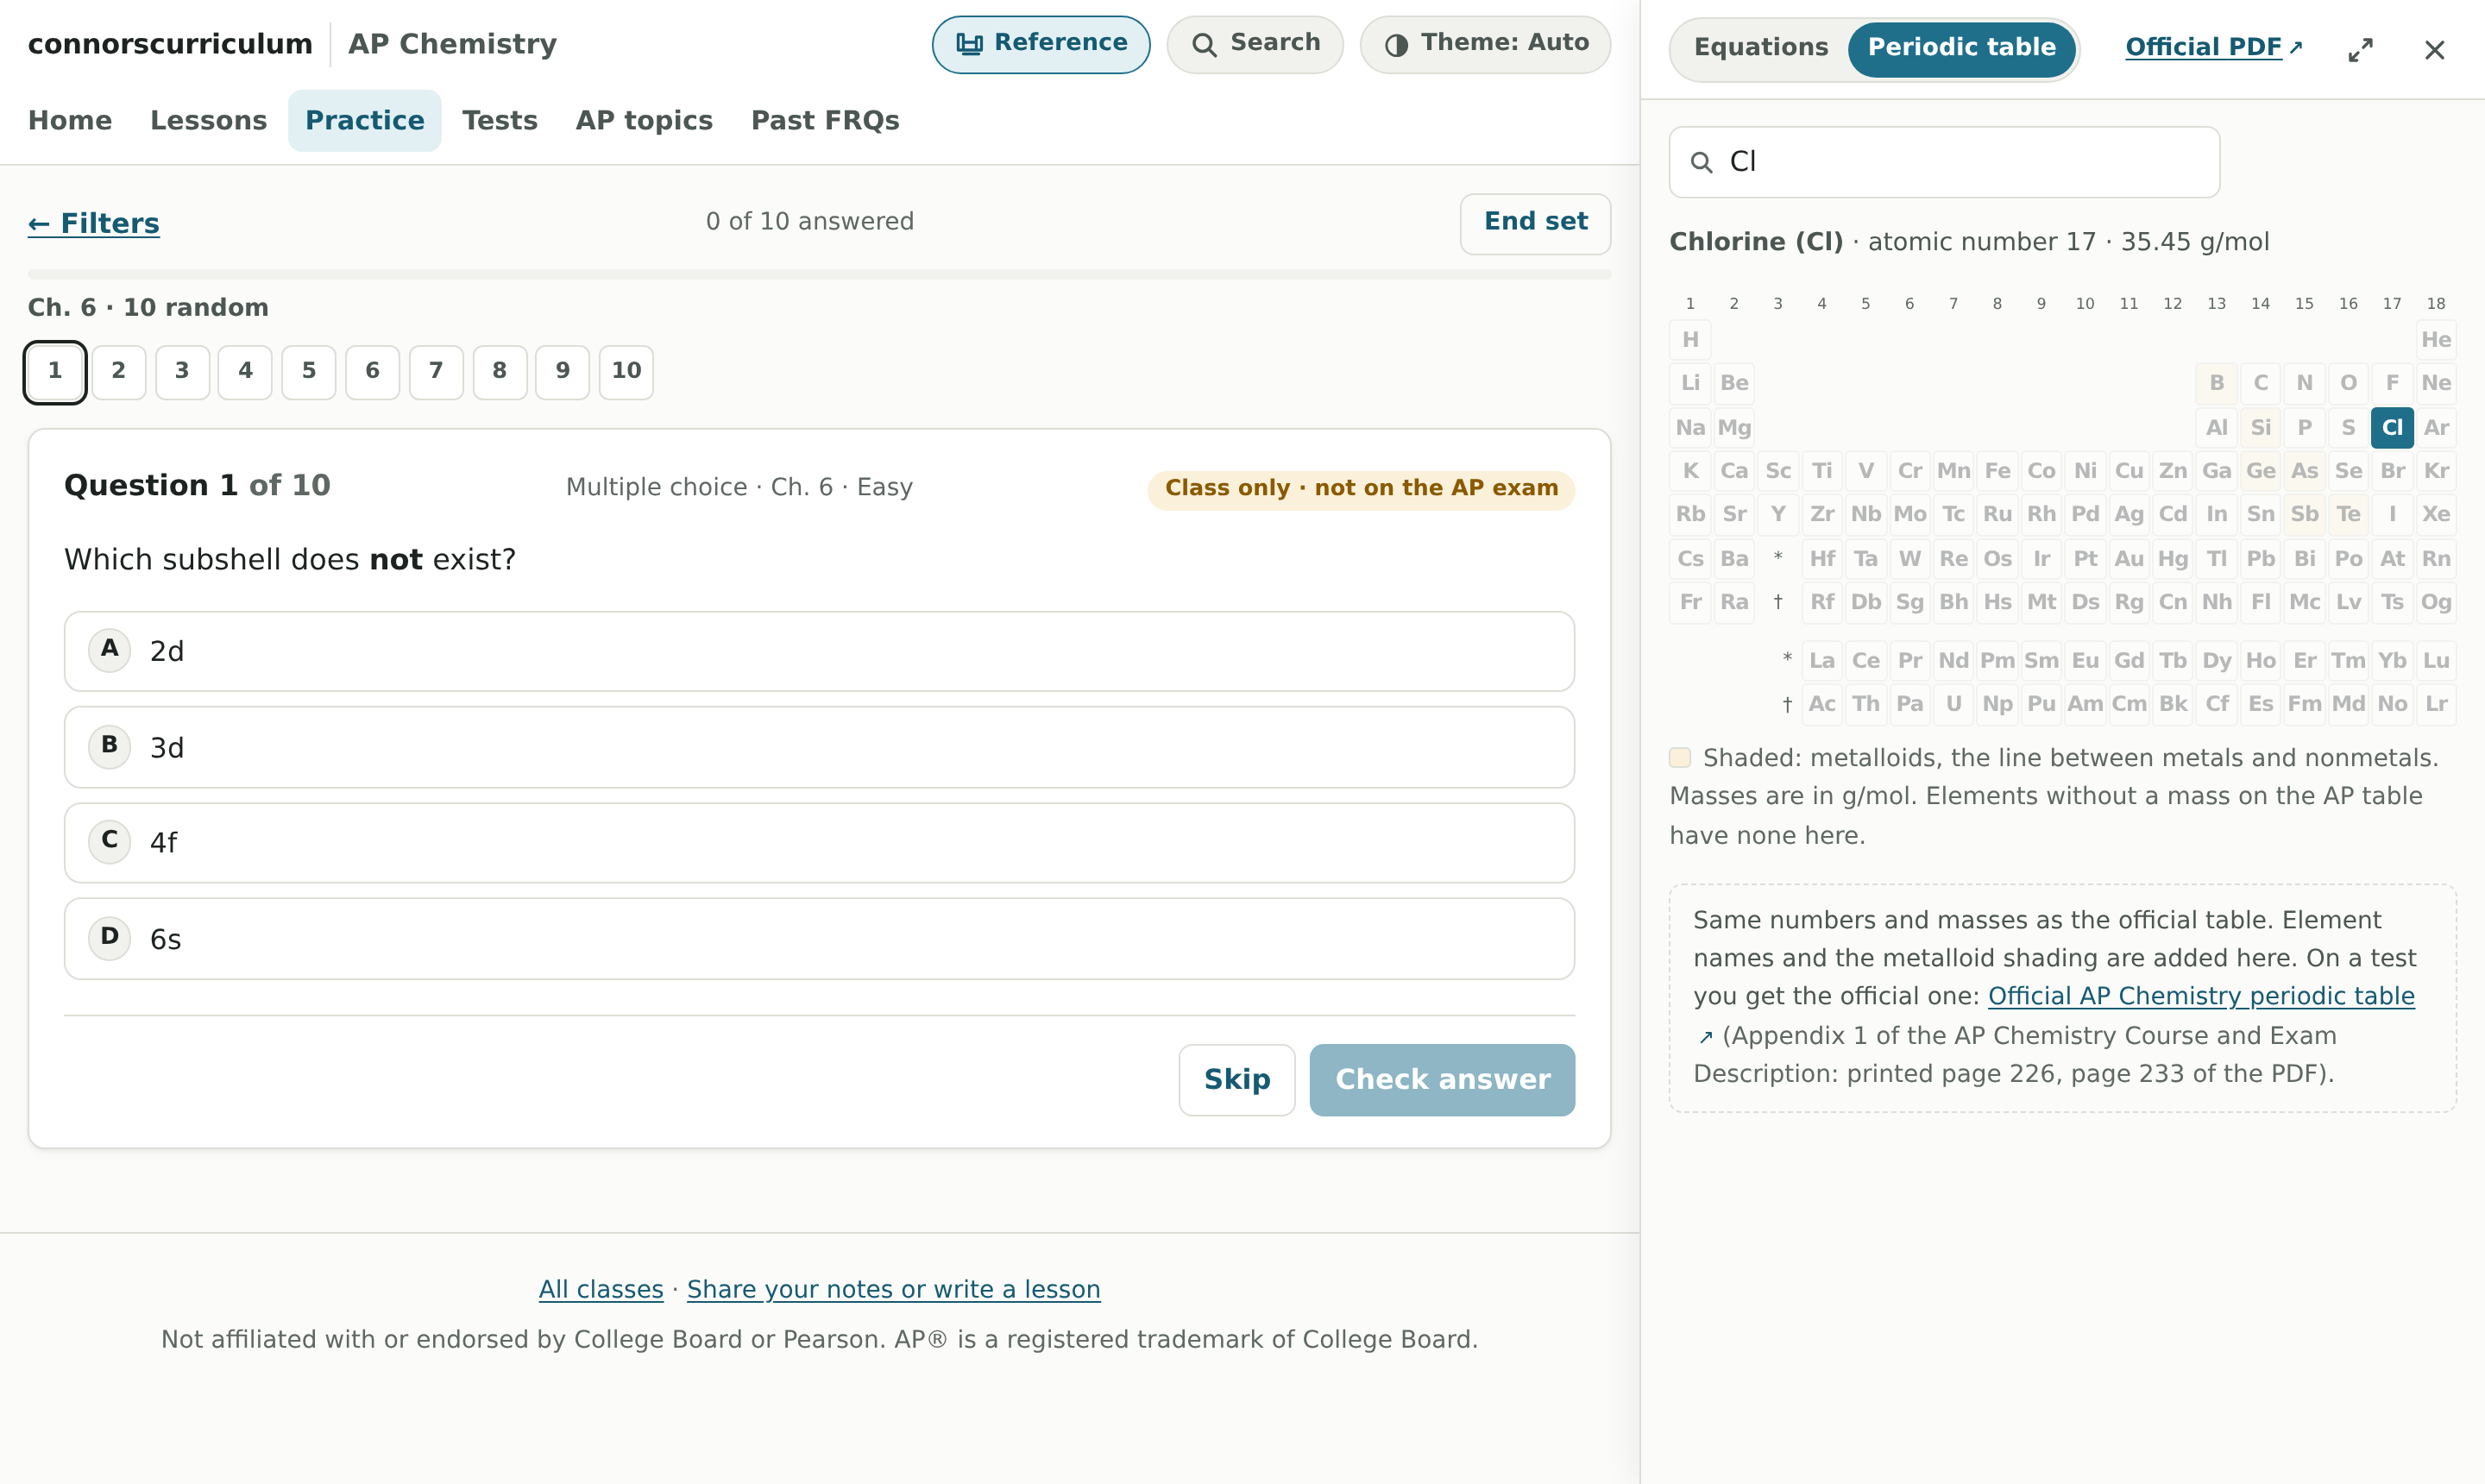 connorscurriculum
AP Chemistry
Reference
Search
Theme: Auto
Home
Lessons
Practice
Tests
AP topics
Past FRQs
← Filters
0 of 10 answered
End set
Ch. 6 · 10 random
1 2 3 4 5 6 7 8 9 10
Question 1 of 10
Multiple choice · Ch. 6 · Easy
Class only · not on the AP exam
Which subshell does not exist?
A 2d
B 3d
C 4f
D 6s
Skip
Check answer
All classes · Share your notes or write a lesson
Not affiliated with or endorsed by College Board or Pearson. AP® is a registered trademark of College Board.
Equations
Periodic table
Official PDF ↗
Cl
Chlorine (Cl) · atomic number 17 · 35.45 g/mol
1 2 3 4 5 6 7 8 9 10 11 12 13 14 15 16 17 18
H He
Li Be B C N O F Ne
Na Mg Al Si P S Cl Ar
K Ca Sc Ti V Cr Mn Fe Co Ni Cu Zn Ga Ge As Se Br Kr
Rb Sr Y Zr Nb Mo Tc Ru Rh Pd Ag Cd In Sn Sb Te I Xe
Cs Ba * Hf Ta W Re Os Ir Pt Au Hg Tl Pb Bi Po At Rn
Fr Ra † Rf Db Sg Bh Hs Mt Ds Rg Cn Nh Fl Mc Lv Ts Og
* La Ce Pr Nd Pm Sm Eu Gd Tb Dy Ho Er Tm Yb Lu
† Ac Th Pa U Np Pu Am Cm Bk Cf Es Fm Md No Lr
Shaded: metalloids, the line between metals and nonmetals.
Masses are in g/mol. Elements without a mass on the AP table
have none here.
Same numbers and masses as the official table. Element
names and the metalloid shading are added here. On a test
you get the official one: Official AP Chemistry periodic table
↗ (Appendix 1 of the AP Chemistry Course and Exam
Description: printed page 226, page 233 of the PDF).